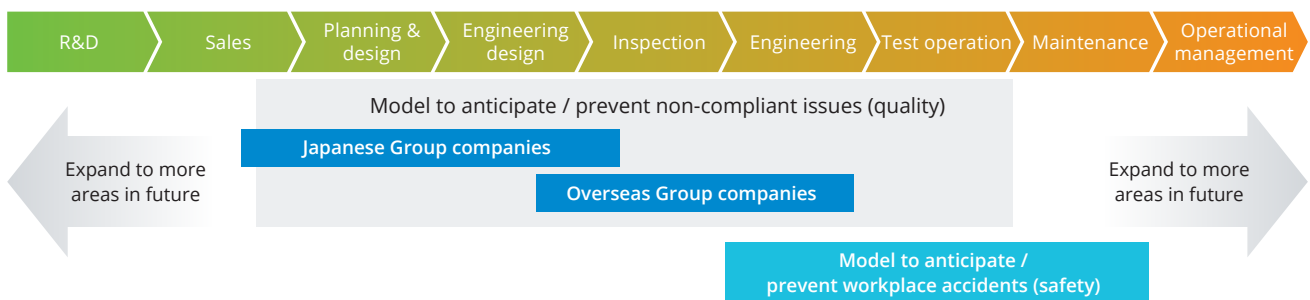 R&D
Sales
Planning &
design
Engineering
design
Inspection
Engineering
Test operation
Maintenance
Operational
management
Model to anticipate / prevent non-compliant issues (quality)
Japanese Group companies
Expand to more
areas in future
Overseas Group companies
Expand to more
areas in future
Model to anticipate /
prevent workplace accidents (safety)